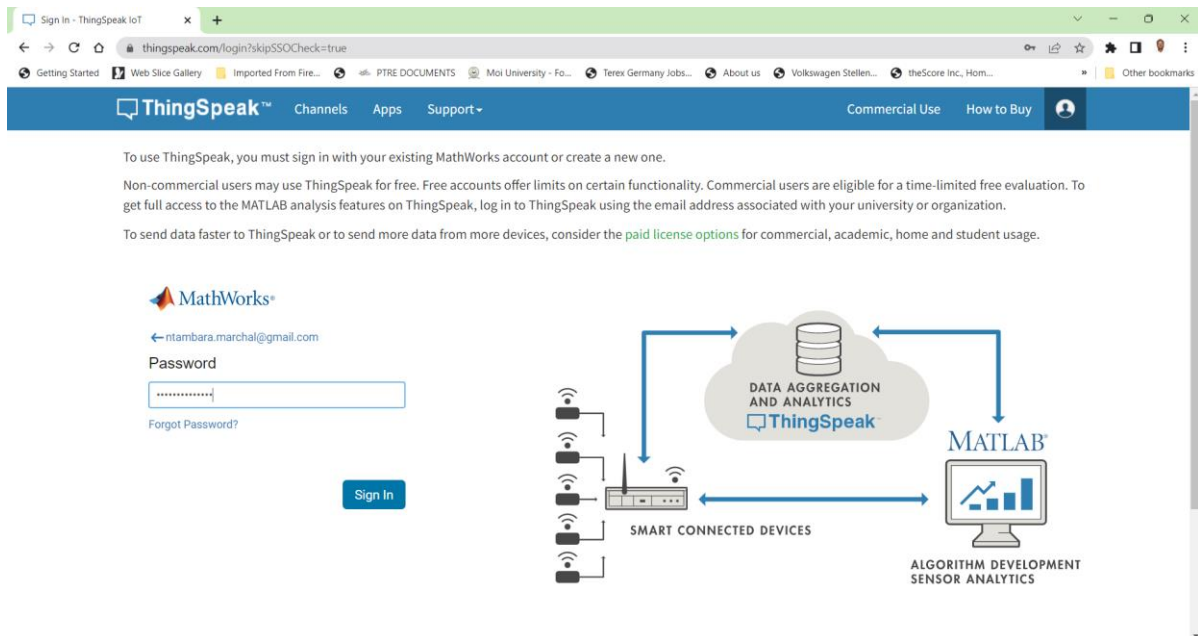 Sign In - ThingSpeak IoT
thingspeak.com/login?skipSSOCheck=true
Getting Started Web Slice Gallery Imported From Fire... PTRE DOCUMENTS Moi University - Fo... Terex Germany Jobs... About us Volkswagen Stellen... theScore Inc., Hom... » Other bookmarks
ThingSpeak™ Channels Apps Support Commercial Use How to Buy
To use ThingSpeak, you must sign in with your existing MathWorks account or create a new one.
Non-commercial users may use ThingSpeak for free. Free accounts offer limits on certain functionality. Commercial users are eligible for a time-limited free evaluation. To
get full access to the MATLAB analysis features on ThingSpeak, log in to ThingSpeak using the email address associated with your university or organization.
To send data faster to ThingSpeak or to send more data from more devices, consider the paid license options for commercial, academic, home and student usage.
MathWorks®
ntambara.marchal@gmail.com
Password
••••••••••••••
Forgot Password?
Sign In
DATA AGGREGATION
AND ANALYTICS
ThingSpeak™
MATLAB®
SMART CONNECTED DEVICES
ALGORITHM DEVELOPMENT
SENSOR ANALYTICS